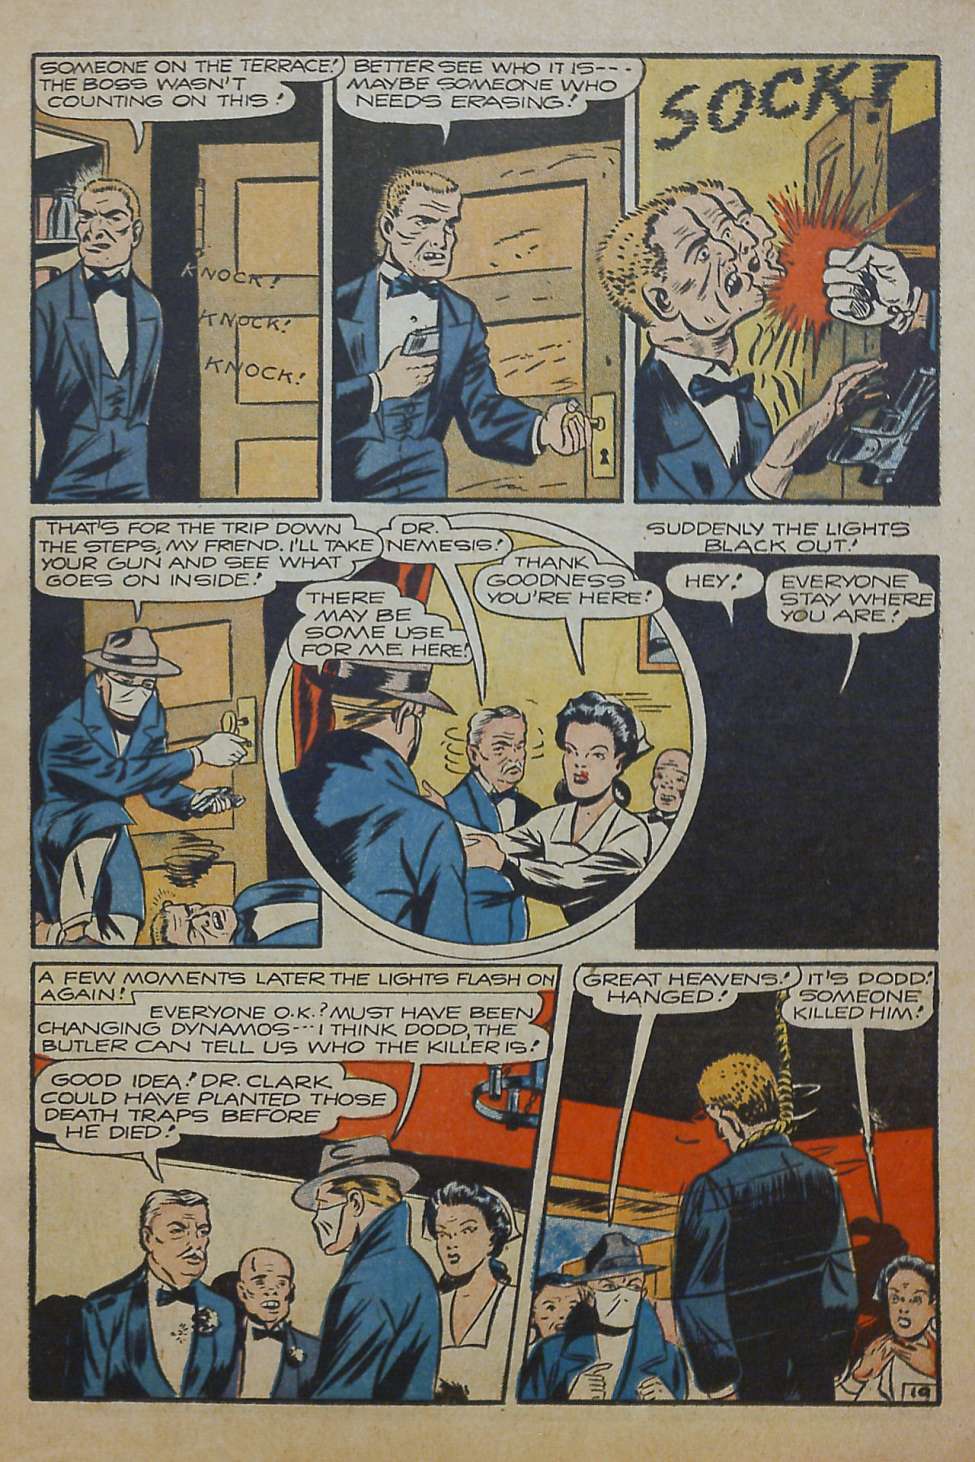 SOMEONE ON THE TERRACE!
THE BOSS WASN'T
COUNTING ON THIS!
KNOCK!
KNOCK!
KNOCK!
BETTER SEE WHO IT IS---
MAYBE SOMEONE WHO
NEEDS ERASING!
SOCK!
THAT'S FOR THE TRIP DOWN
THE STEPS, MY FRIEND. I'LL TAKE
YOUR GUN AND SEE WHAT
GOES ON INSIDE!
THERE
MAY BE
SOME USE
FOR ME HERE!
DR.
NEMESIS!
THANK
GOODNESS
YOU'RE HERE!
SUDDENLY THE LIGHTS
BLACK OUT!
HEY!
EVERYONE
STAY WHERE
YOU ARE!
A FEW MOMENTS LATER THE LIGHTS FLASH ON
AGAIN!
EVERYONE O.K.? MUST HAVE BEEN
CHANGING DYNAMOS---I THINK DODD, THE
BUTLER CAN TELL US WHO THE KILLER IS!
GOOD IDEA! DR. CLARK
COULD HAVE PLANTED THOSE
DEATH TRAPS BEFORE
HE DIED!
GREAT HEAVENS!
HANGED!
IT'S DODD!
SOMEONE
KILLED HIM!
10